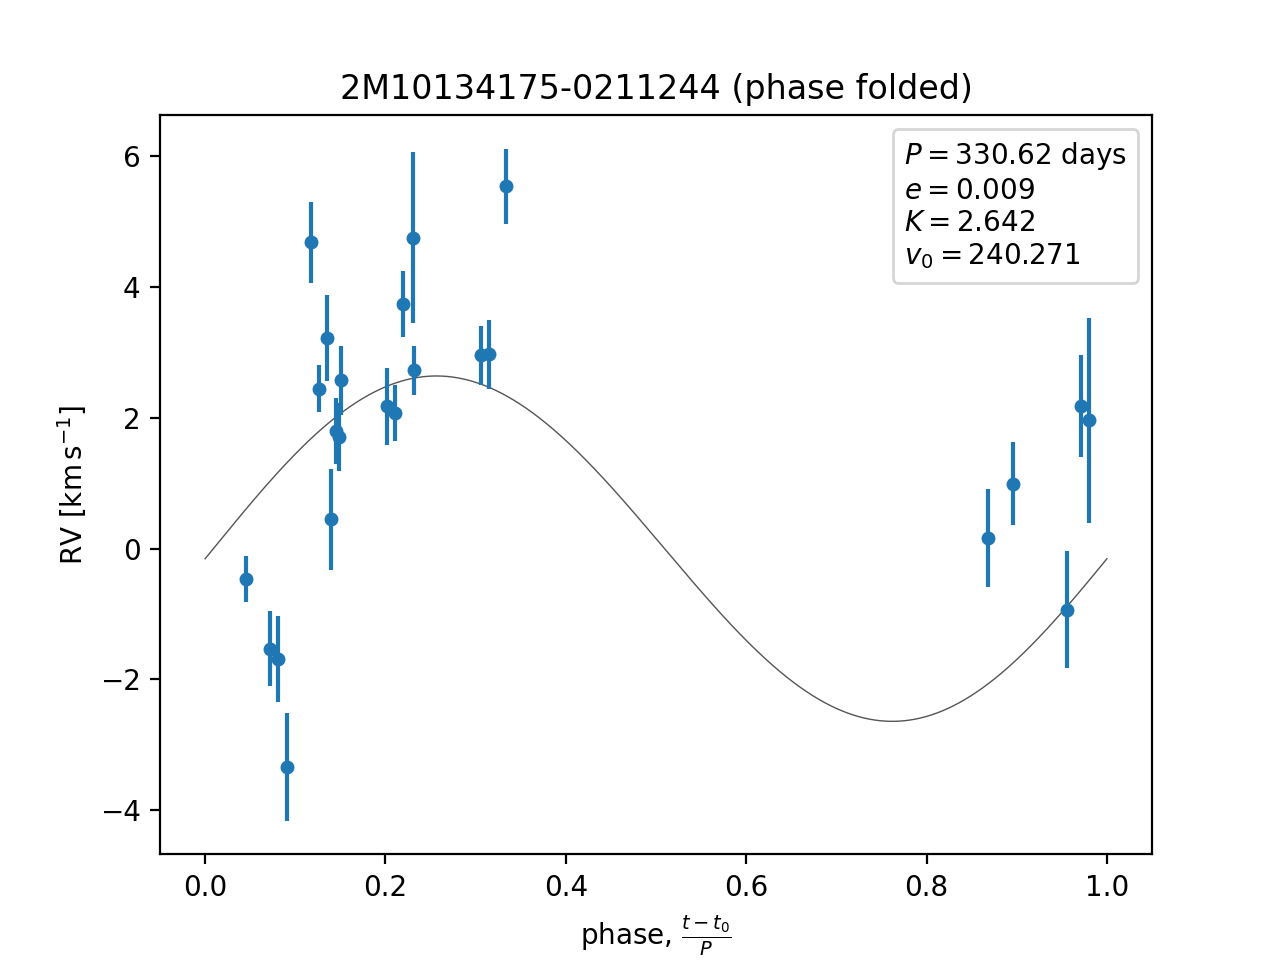 2M10134175-0211244 (phase folded)
P = 330.62 days
e = 0.009
K = 2.642
v₀ = 240.271
6
4
2
0
−2
−4
RV [km s⁻¹]
0.0 0.2 0.4 0.6 0.8 1.0
phase, (t − t₀)/P